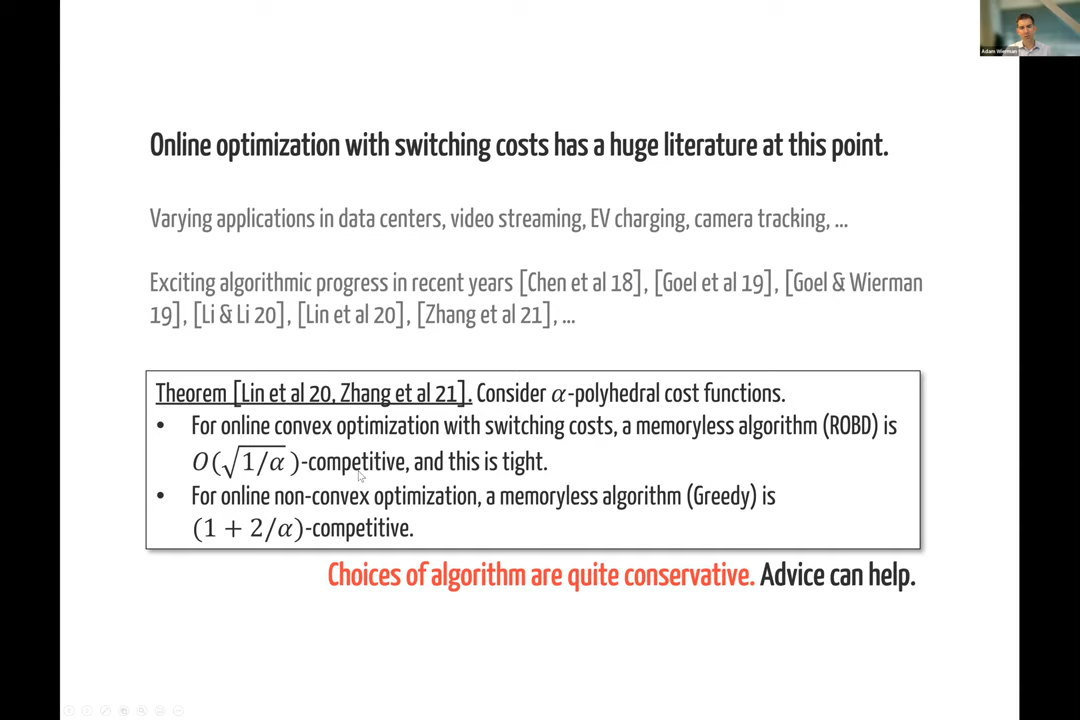 Adam Wierman
Online optimization with switching costs has a huge literature at this point.
Varying applications in data centers, video streaming, EV charging, camera tracking, ...
Exciting algorithmic progress in recent years [Chen et al 18], [Goel et al 19], [Goel & Wierman
19], [Li & Li 20], [Lin et al 20], [Zhang et al 21], ...
Theorem [Lin et al 20, Zhang et al 21]. Consider α-polyhedral cost functions.
• For online convex optimization with switching costs, a memoryless algorithm (ROBD) is
O(√1/α)-competitive, and this is tight.
• For online non-convex optimization, a memoryless algorithm (Greedy) is
(1 + 2/α)-competitive.
Choices of algorithm are quite conservative. Advice can help.